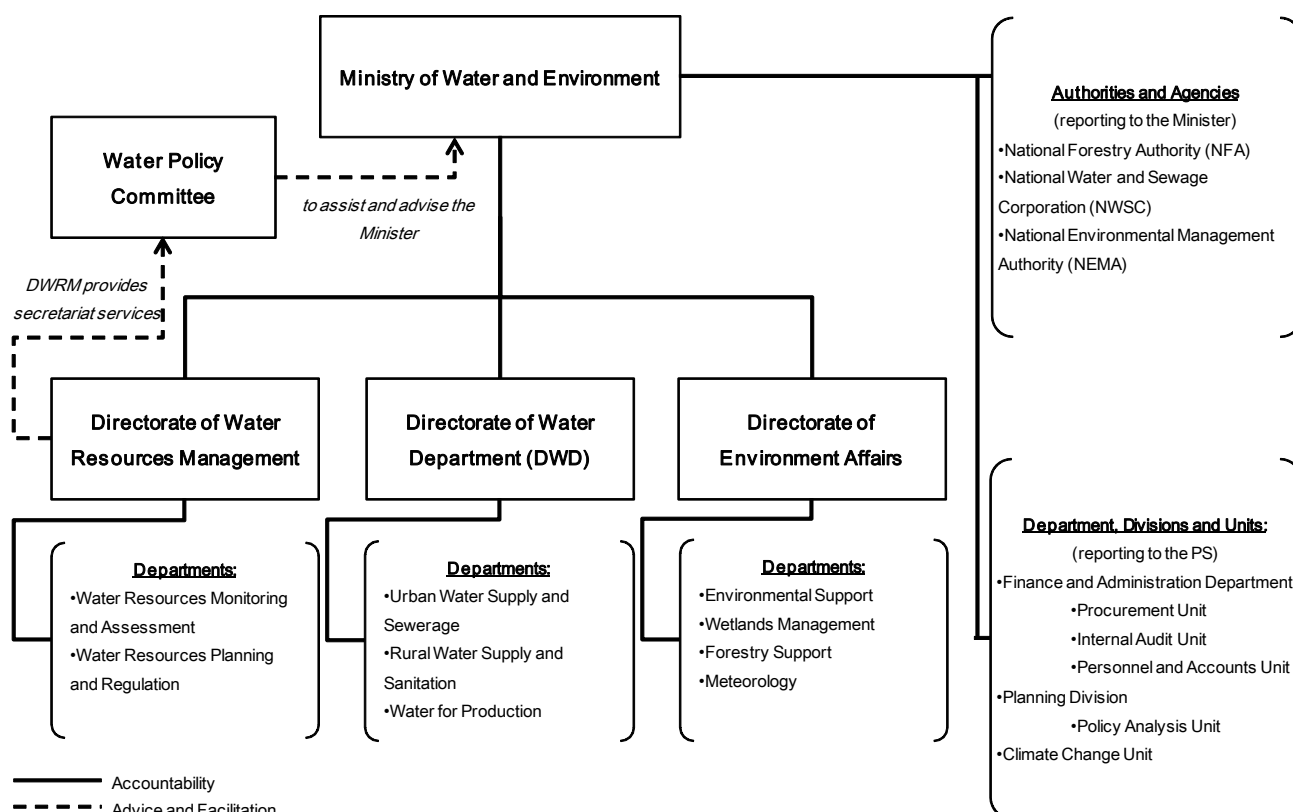 Ministry of Water and Environment
Water Policy
Committee
to assist and advise the
Minister
DWRM provides
secretariat services
Authorities and Agencies
(reporting to the Minister)
•National Forestry Authority (NFA)
•National Water and Sewage
Corporation (NWSC)
•National Environmental Management
Authority (NEMA)
Directorate of Water
Resources Management
Directorate of Water
Department (DWD)
Directorate of
Environment Affairs
Departments:
•Water Resources Monitoring
and Assessment
•Water Resources Planning
and Regulation
Departments:
•Urban Water Supply and
Sewerage
•Rural Water Supply and
Sanitation
•Water for Production
Departments:
•Environmental Support
•Wetlands Management
•Forestry Support
•Meteorology
Department, Divisions and Units:
(reporting to the PS)
•Finance and Administration Department
•Procurement Unit
•Internal Audit Unit
•Personnel and Accounts Unit
•Planning Division
•Policy Analysis Unit
•Climate Change Unit
Accountability
Advice and Facilitation